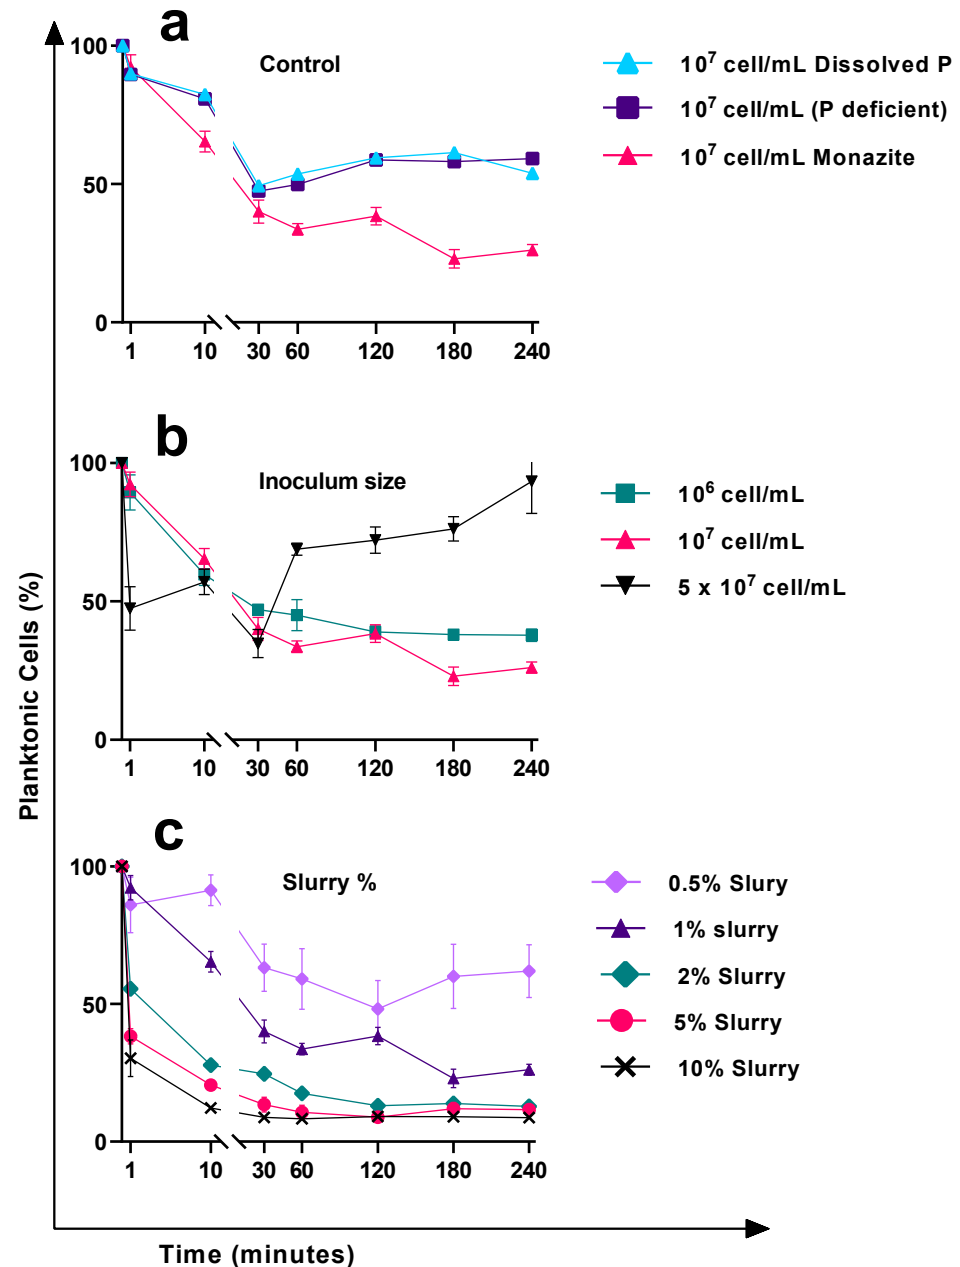 a
Control
100
50
0
1 10 30 60 120 180 240
10⁷ cell/mL Dissolved P
10⁷ cell/mL (P deficient)
10⁷ cell/mL Monazite
b
Inoculum size
100
50
0
1 10 30 60 120 180 240
10⁶ cell/mL
10⁷ cell/mL
5 x 10⁷ cell/mL
Planktonic Cells (%)
c
Slurry %
100
50
0
1 10 30 60 120 180 240
0.5% Slury
1% slurry
2% Slurry
5% Slurry
10% Slurry
Time (minutes)